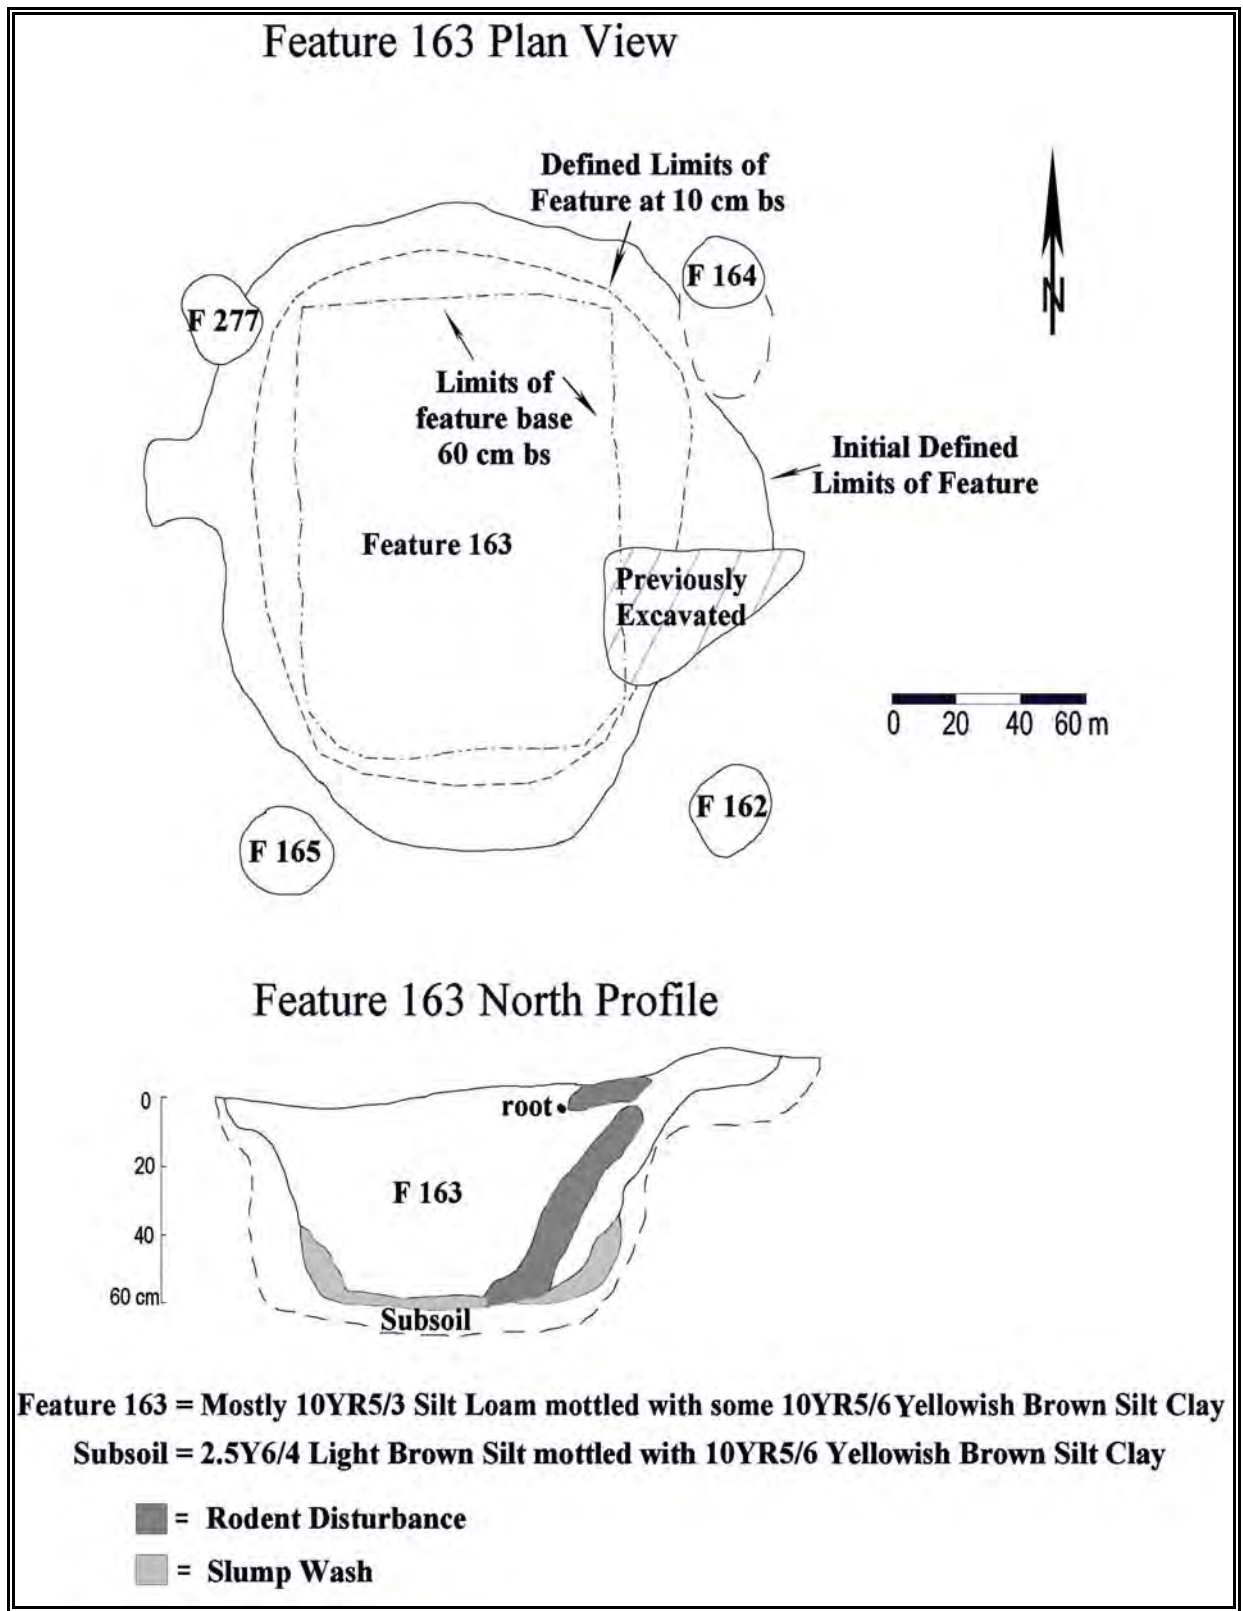 Feature 163 Plan View
Defined Limits of
Feature at 10 cm bs
F 164
N
F 277
Limits of
feature base
60 cm bs
Initial Defined
Limits of Feature
Feature 163
Previously
Excavated
0 20 40 60 m
F 162
F 165
Feature 163 North Profile
0
root
20
F 163
40
60 cm
Subsoil
Feature 163 = Mostly 10YR5/3 Silt Loam mottled with some 10YR5/6 Yellowish Brown Silt Clay
Subsoil = 2.5Y6/4 Light Brown Silt mottled with 10YR5/6 Yellowish Brown Silt Clay
= Rodent Disturbance
= Slump Wash